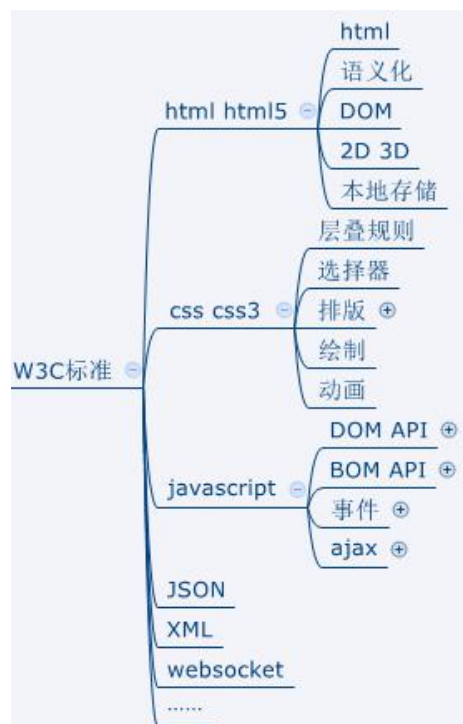 W3C标准
html html5
html
语义化
DOM
2D 3D
本地存储
css css3
层叠规则
选择器
排版
绘制
动画
javascript
DOM API
BOM API
事件
ajax
JSON
XML
websocket
......